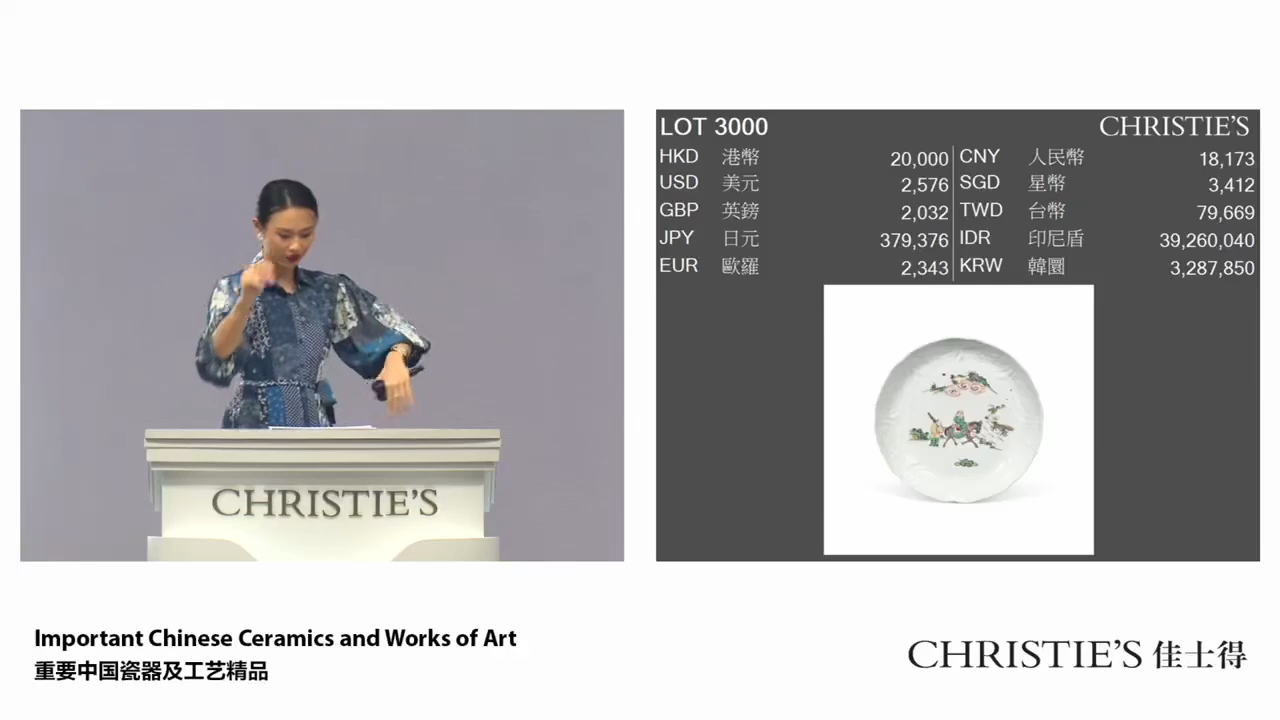 LOT 3000
CHRISTIE'S
HKD 港幣 20,000 CNY 人民幣 18,173
USD 美元 2,576 SGD 星幣 3,412
GBP 英鎊 2,032 TWD 台幣 79,669
JPY 日元 379,376 IDR 印尼盾 39,260,040
EUR 歐羅 2,343 KRW 韓圜 3,287,850
CHRISTIE'S
Important Chinese Ceramics and Works of Art
重要中国瓷器及工艺精品
CHRISTIE'S 佳士得